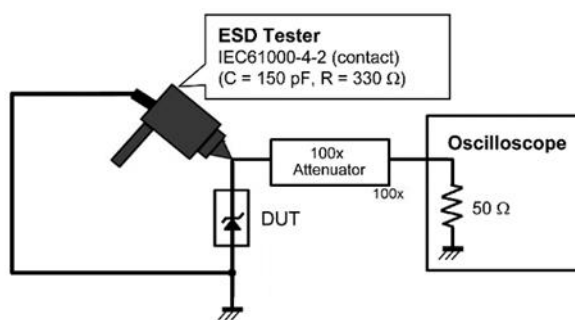 ESD Tester
IEC61000-4-2 (contact)
(C = 150 pF, R = 330 Ω)
100x
Attenuator
100x
Oscilloscope
50 Ω
DUT